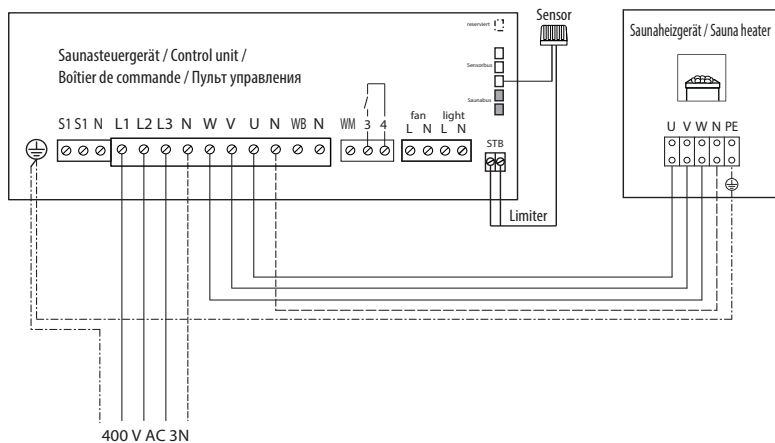 reserviert
Sensor
Saunaheizgerät / Sauna heater
Saunasteuergerät / Control unit /
Boîtier de commande / Пульт управления
Sensorbus
Saunabus
S1 S1 N L1 L2 L3 N W V U N WB N WM 3 4
fan light
L N L N
STB
U V W N PE
Limiter
400 V AC 3N